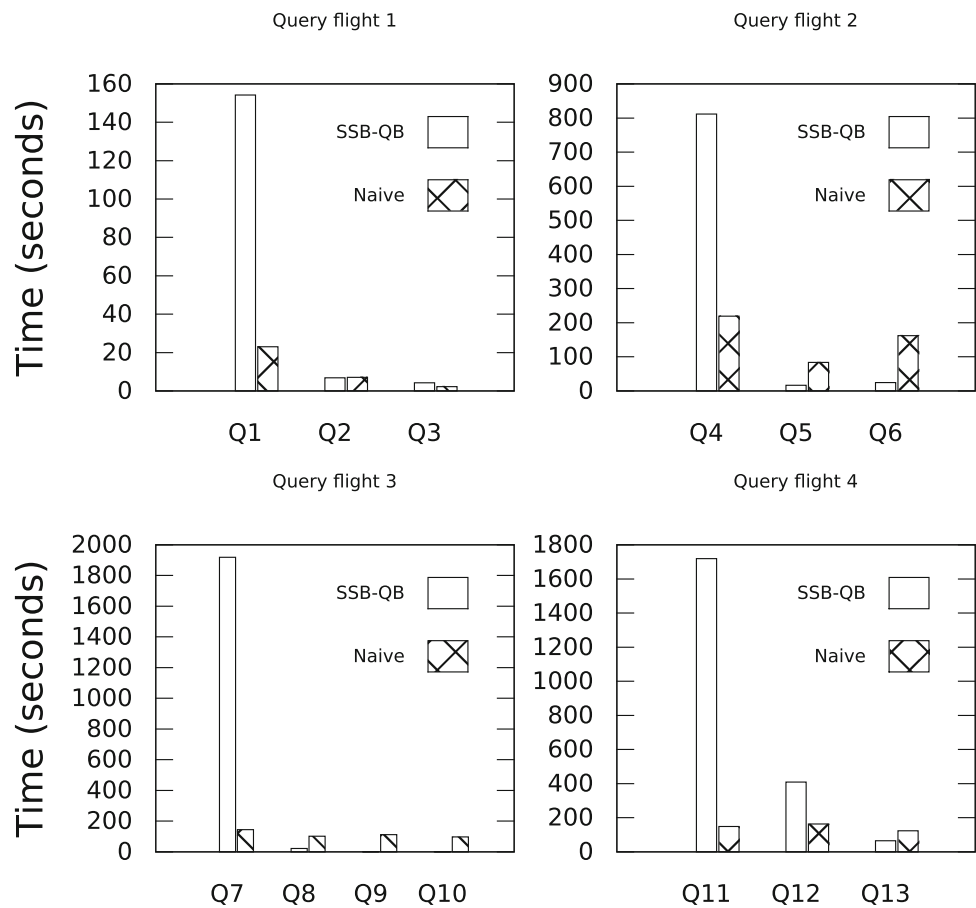 Query flight 1
Time (seconds)
160
140
120
100
80
60
40
20
0
SSB-QB
Naive
Q1 Q2 Q3
Query flight 2
900
800
700
600
500
400
300
200
100
0
SSB-QB
Naive
Q4 Q5 Q6
Query flight 3
Time (seconds)
2000
1800
1600
1400
1200
1000
800
600
400
200
0
SSB-QB
Naive
Q7 Q8 Q9 Q10
Query flight 4
1800
1600
1400
1200
1000
800
600
400
200
0
SSB-QB
Naive
Q11 Q12 Q13